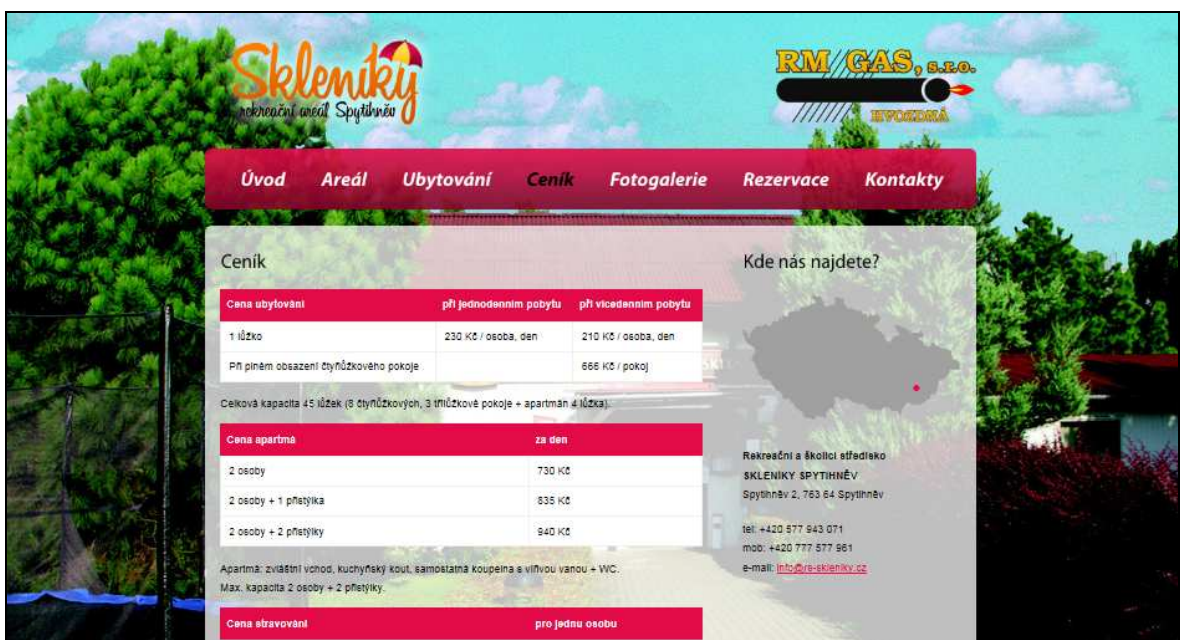 Skleníky
rekreační areál Spytihněv
RM GAS, s.r.o.
HVOZDNÁ
Úvod Areál Ubytování Ceník Fotogalerie Rezervace Kontakty
Ceník
Cena ubytování při jednodenním pobytu při vícedenním pobytu
1 lůžko 230 Kč / osoba, den 210 Kč / osoba, den
Při plném obsazení čtyřlůžkového pokoje 666 Kč / pokoj
Celková kapacita 45 lůžek (8 čtyřlůžkových, 3 třílůžkové pokoje + apartmán 4 lůžka).
Cena apartmá za den
2 osoby 730 Kč
2 osoby + 1 přistýlka 835 Kč
2 osoby + 2 přistýlky 940 Kč
Apartmá: zvláštní vchod, kuchyňský kout, samostatná koupelna s vířivou vanou + WC.
Max. kapacita 2 osoby + 2 přistýlky.
Cena stravování pro jednu osobu
Kde nás najdete?
Rekreační a školící středisko
SKLENÍKY SPYTIHNĚV
Spytihněv 2, 763 64 Spytihněv
tel: +420 577 943 071
mob: +420 777 577 961
e-mail: info@rs-skleniky.cz